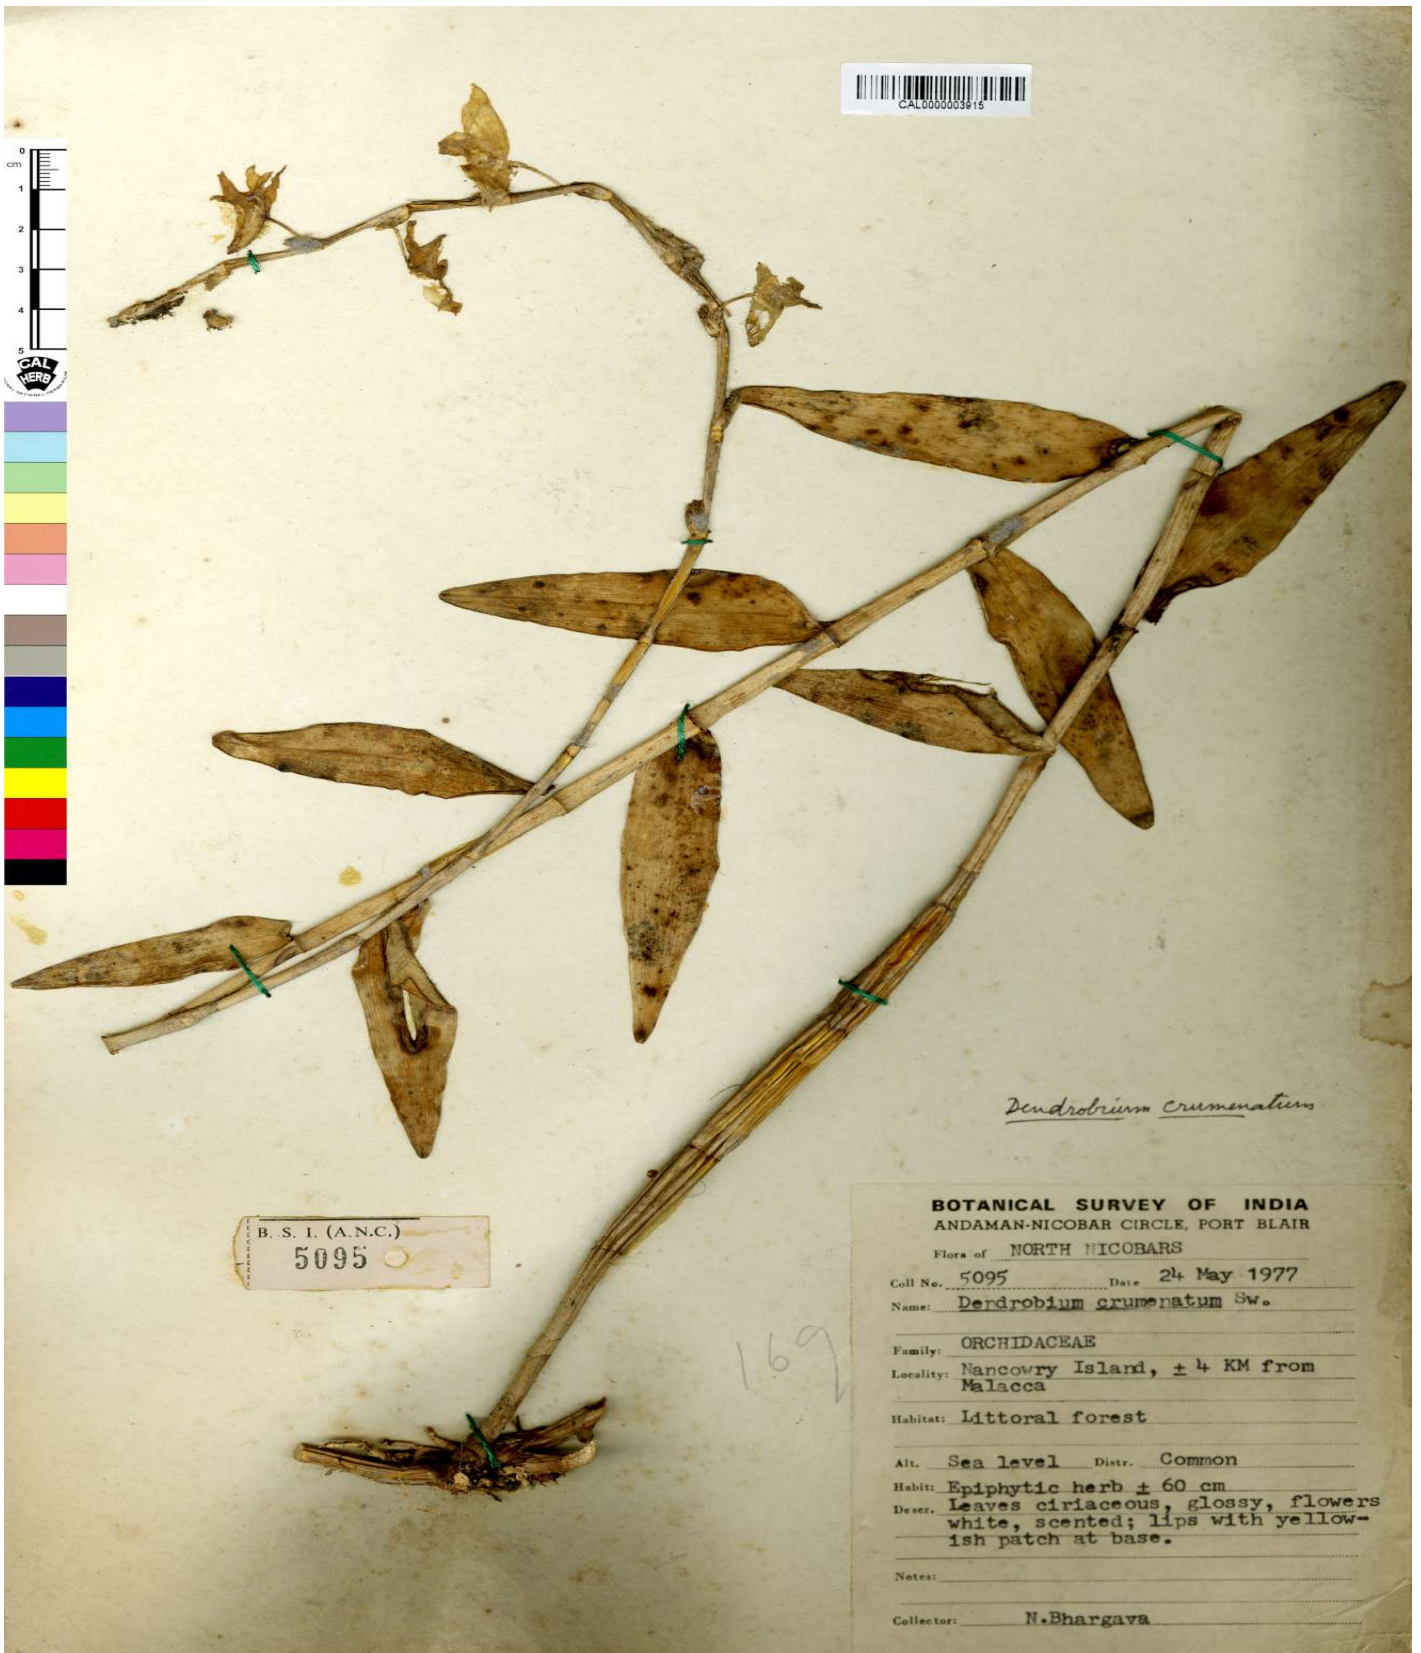 CAL0000003915
0
cm
1
2
3
4
5
CAL
HERB
Dendrobium crumenatum
B. S. I. (A.N.C.)
5095
169
BOTANICAL SURVEY OF INDIA
ANDAMAN-NICOBAR CIRCLE, PORT BLAIR
Flora of NORTH NICOBARS
Coll No. 5095 Date 24 May 1977
Name: Dendrobium crumenatum Sw.
Family: ORCHIDACEAE
Locality: Nancowry Island, ± 4 KM from
Malacca
Habitat: Littoral forest
Alt. Sea level Distr. Common
Habit: Epiphytic herb ± 60 cm
Descr. Leaves ciriaceous, glossy, flowers
white, scented; lips with yellow-
ish patch at base.
Notes:
Collector: N.Bhargava